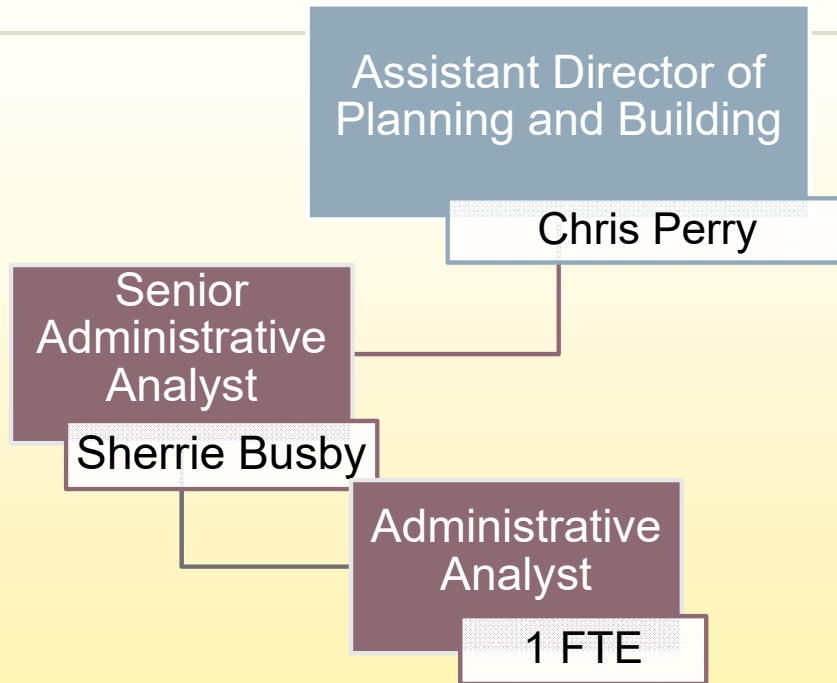 Assistant Director of
Planning and Building
Chris Perry
Senior
Administrative
Analyst
Sherrie Busby
Administrative
Analyst
1 FTE